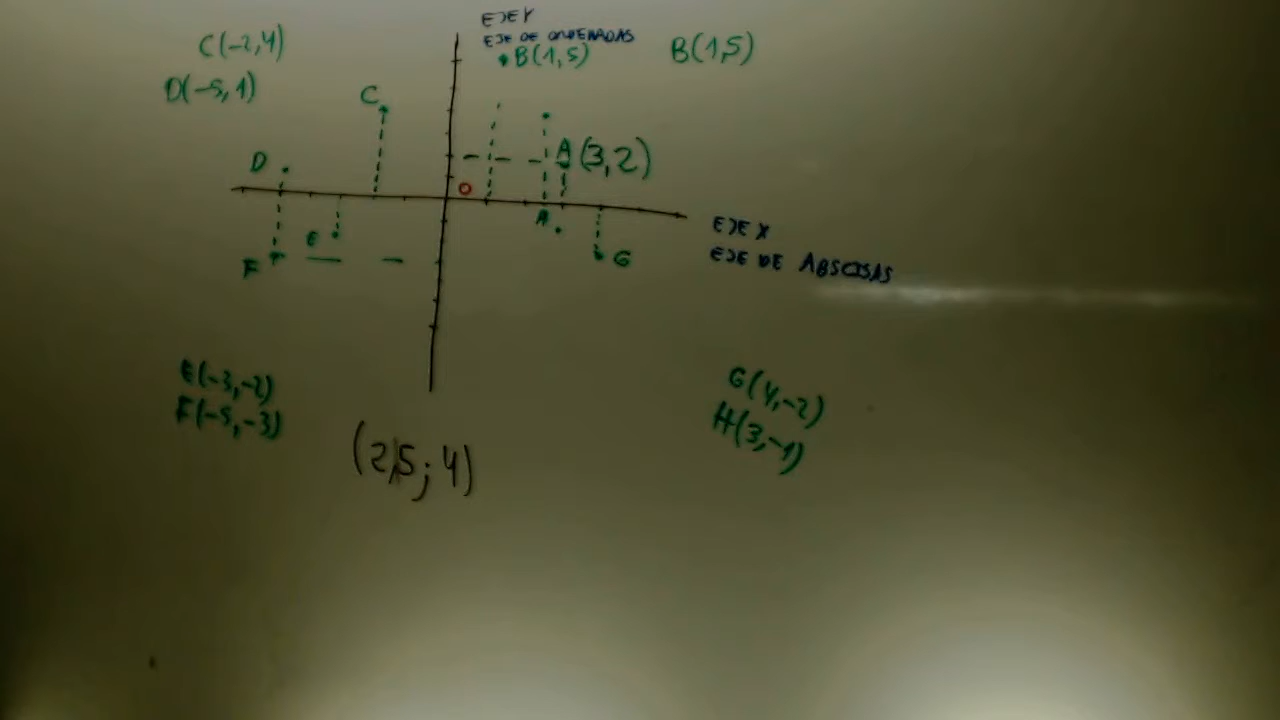 EJE Y
EJE DE ORDENADAS
C(-2,4)
B(1,5)
B(1,5)
D(-5,1)
C
D
A(3,2)
O
E
F
G
EJE X
EJE DE ABSCISAS
E(-3,-2)
F(-5,-3)
G(4,-2)
H(3,-1)
(2,5; 4)